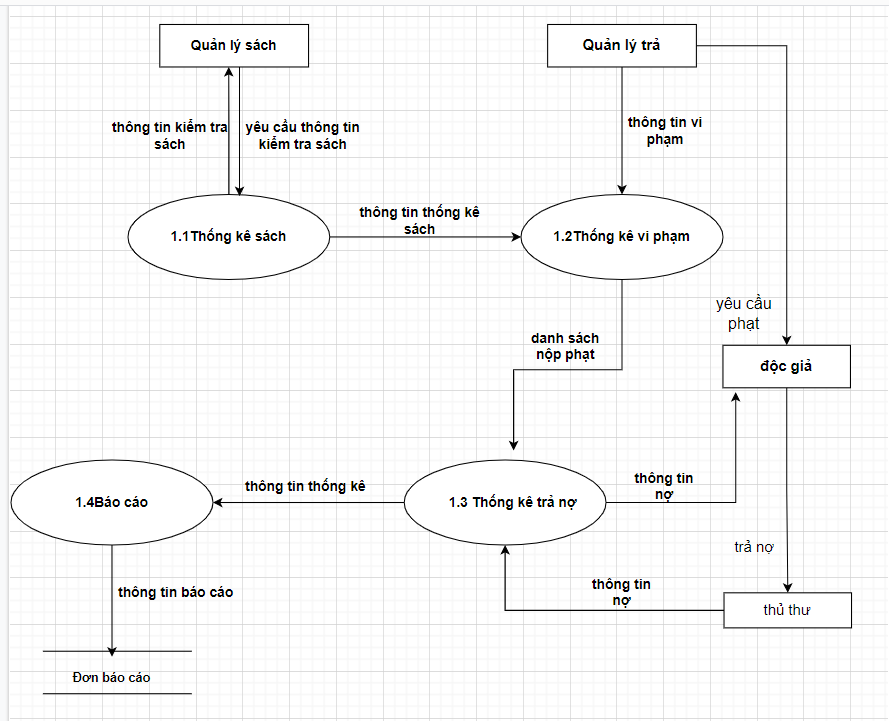 Quản lý sách
Quản lý trả
thông tin kiểm tra
sách
yêu cầu thông tin
kiểm tra sách
thông tin vi
phạm
1.1Thống kê sách
thông tin thống kê
sách
1.2Thống kê vi phạm
yêu cầu
phạt
danh sách
nộp phạt
độc giả
1.4Báo cáo
thông tin thống kê
1.3 Thống kê trả nợ
thông tin
nợ
trả nợ
thông tin báo cáo
thông tin
nợ
thủ thư
Đơn báo cáo